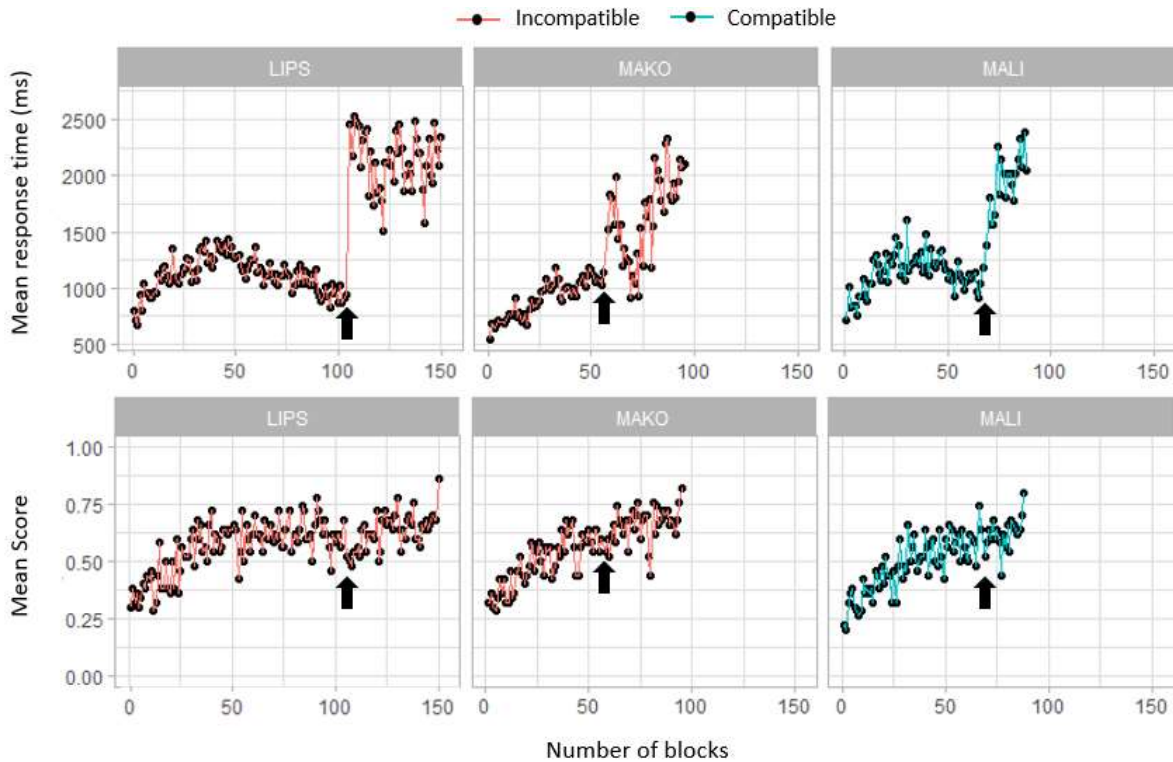 Incompatible Compatible
LIPS MAKO MALI
Mean response time (ms)
2500
2000
1500
1000
500
0 50 100 150 0 50 100 150 0 50 100 150
LIPS MAKO MALI
Mean Score
1.00
0.75
0.50
0.25
0.00
0 50 100 150 0 50 100 150 0 50 100 150
Number of blocks